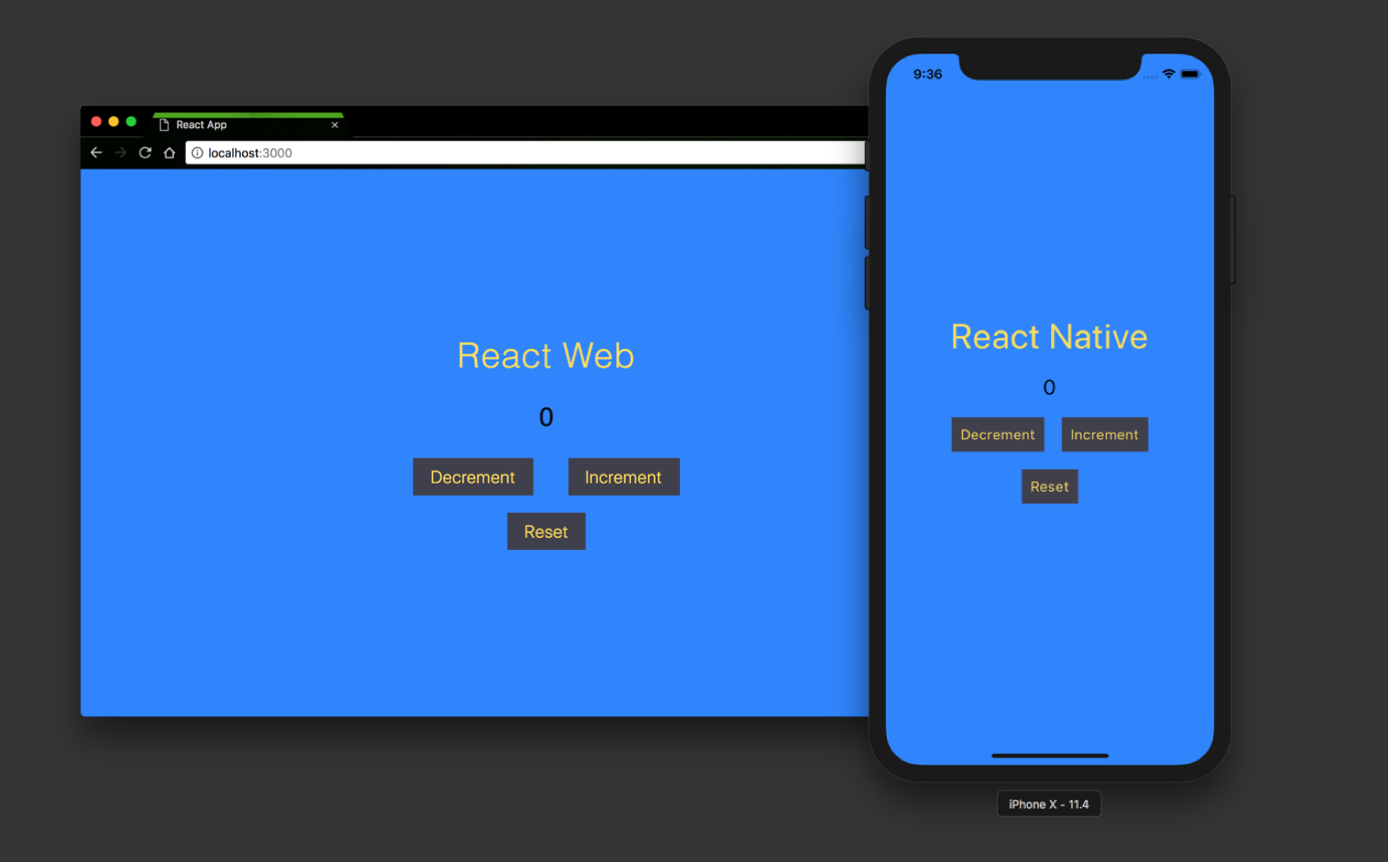 React App
localhost:3000
React Web
0
Decrement Increment
Reset
9:36
React Native
0
Decrement Increment
Reset
iPhone X - 11.4